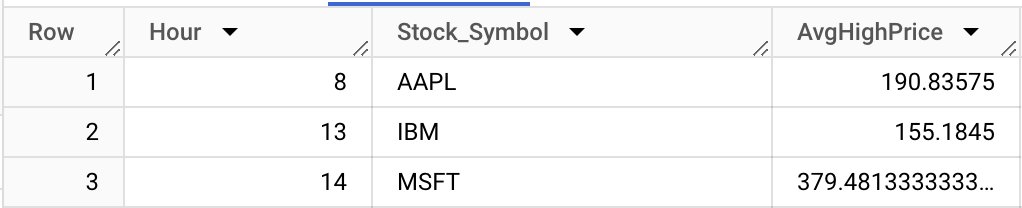 Row Hour Stock_Symbol AvgHighPrice
1 8 AAPL 190.83575
2 13 IBM 155.1845
3 14 MSFT 379.4813333333...